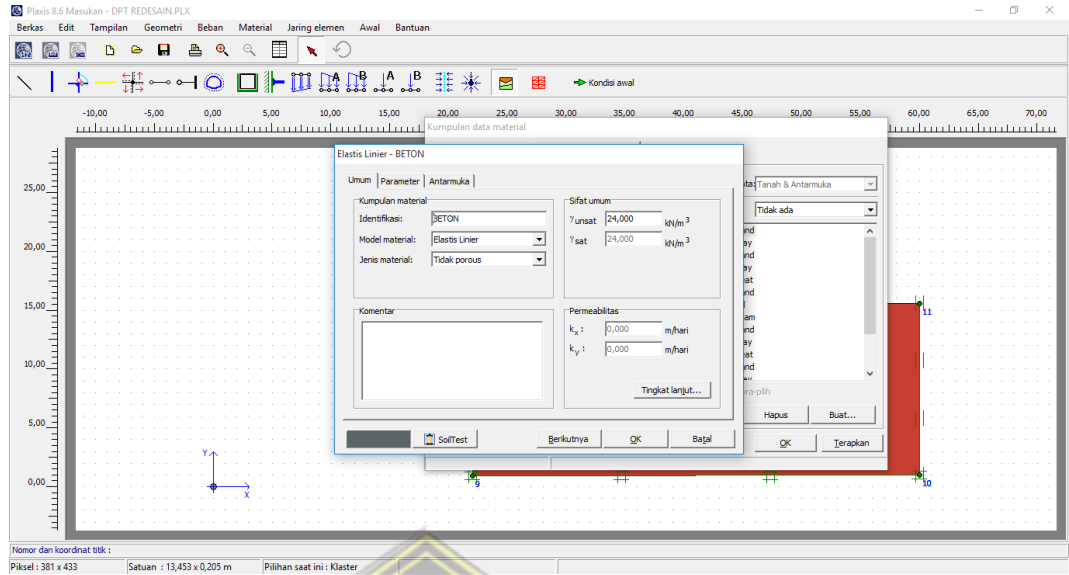 Plaxis 8.6 Masukan - DPT REDESAIN.PLX
Berkas Edit Tampilan Geometri Beban Material Jaring elemen Awal Bantuan
A B A B
Kondisi awal
-10,00 -5,00 0,00 5,00 10,00 15,00 20,00 25,00 30,00 35,00 40,00 45,00 50,00 55,00 60,00 65,00 70,00
Kumpulan data material
Elastis Linier - BETON
Umum Parameter Antarmuka
Kumpulan material
Identifikasi: BETON
Model material: Elastis Linier
Jenis material: Tidak porous
Sifat umum
γunsat 24,000 kN/m 3
γsat 24,000 kN/m 3
Komentar
Permeabilitas
kx : 0,000 m/hari
ky : 0,000 m/hari
Tingkat lanjut...
SoilTest Berikutnya OK Batal
Tanah & Antarmuka
Tidak ada
Hapus Buat...
OK Terapkan
25,00
20,00
15,00
10,00
5,00
0,00
Y
X
9
10
11
Nomor dan koordinat titik :
Piksel : 381 x 433 Satuan : 13,453 x 0,205 m Pilihan saat ini : Klaster